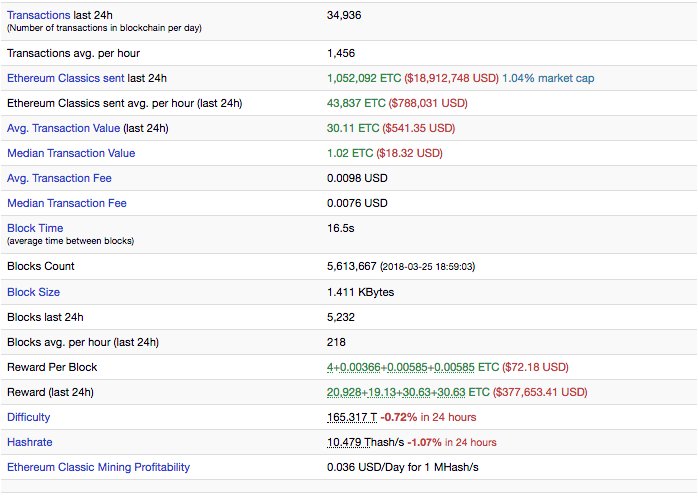 Transactions last 24h 34,936
(Number of transactions in blockchain per day)
Transactions avg. per hour 1,456
Ethereum Classics sent last 24h 1,052,092 ETC ($18,912,748 USD) 1.04% market cap
Ethereum Classics sent avg. per hour (last 24h) 43,837 ETC ($788,031 USD)
Avg. Transaction Value (last 24h) 30.11 ETC ($541.35 USD)
Median Transaction Value 1.02 ETC ($18.32 USD)
Avg. Transaction Fee 0.0098 USD
Median Transaction Fee 0.0076 USD
Block Time 16.5s
(average time between blocks)
Blocks Count 5,613,667 (2018-03-25 18:59:03)
Block Size 1.411 KBytes
Blocks last 24h 5,232
Blocks avg. per hour (last 24h) 218
Reward Per Block 4+0.00366+0.00585+0.00585 ETC ($72.18 USD)
Reward (last 24h) 20,928+19.13+30.63+30.63 ETC ($377,653.41 USD)
Difficulty 165.317 T -0.72% in 24 hours
Hashrate 10.479 Thash/s -1.07% in 24 hours
Ethereum Classic Mining Profitability 0.036 USD/Day for 1 MHash/s